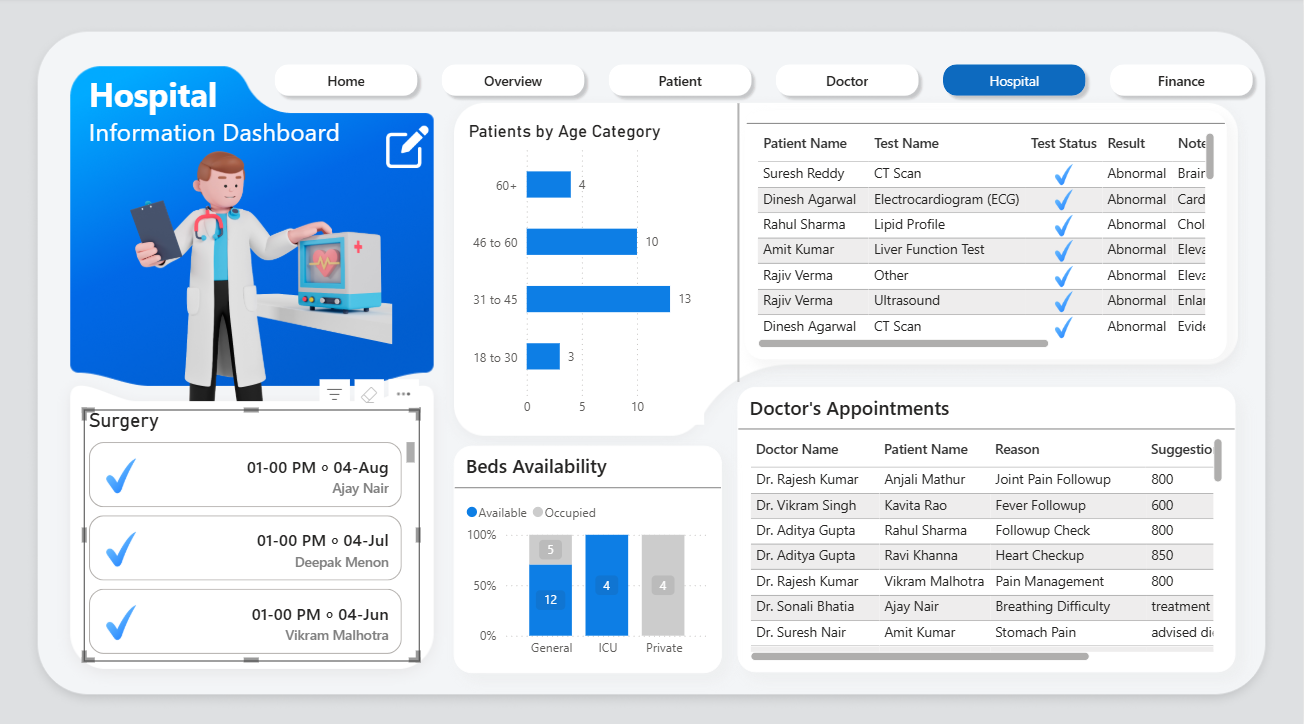 Hospital
Information Dashboard
Home
Overview
Patient
Doctor
Hospital
Finance
Surgery
01-00 PM ० 04-Aug
Ajay Nair
01-00 PM ० 04-Jul
Deepak Menon
01-00 PM ० 04-Jun
Vikram Malhotra
Patients by Age Category
60+ 4
46 to 60 10
31 to 45 13
18 to 30 3
0 5 10
Beds Availability
Available Occupied
100%
50%
0%
5
12
4
4
General ICU Private
Patient Name Test Name Test Status Result Note
Suresh Reddy CT Scan Abnormal Brain
Dinesh Agarwal Electrocardiogram (ECG) Abnormal Card
Rahul Sharma Lipid Profile Abnormal Chol
Amit Kumar Liver Function Test Abnormal Eleva
Rajiv Verma Other Abnormal Eleva
Rajiv Verma Ultrasound Abnormal Enlar
Dinesh Agarwal CT Scan Abnormal Evide
Doctor's Appointments
Doctor Name Patient Name Reason Suggestio
Dr. Rajesh Kumar Anjali Mathur Joint Pain Followup 800
Dr. Vikram Singh Kavita Rao Fever Followup 600
Dr. Aditya Gupta Rahul Sharma Followup Check 800
Dr. Aditya Gupta Ravi Khanna Heart Checkup 850
Dr. Rajesh Kumar Vikram Malhotra Pain Management 800
Dr. Sonali Bhatia Ajay Nair Breathing Difficulty treatment
Dr. Suresh Nair Amit Kumar Stomach Pain advised di